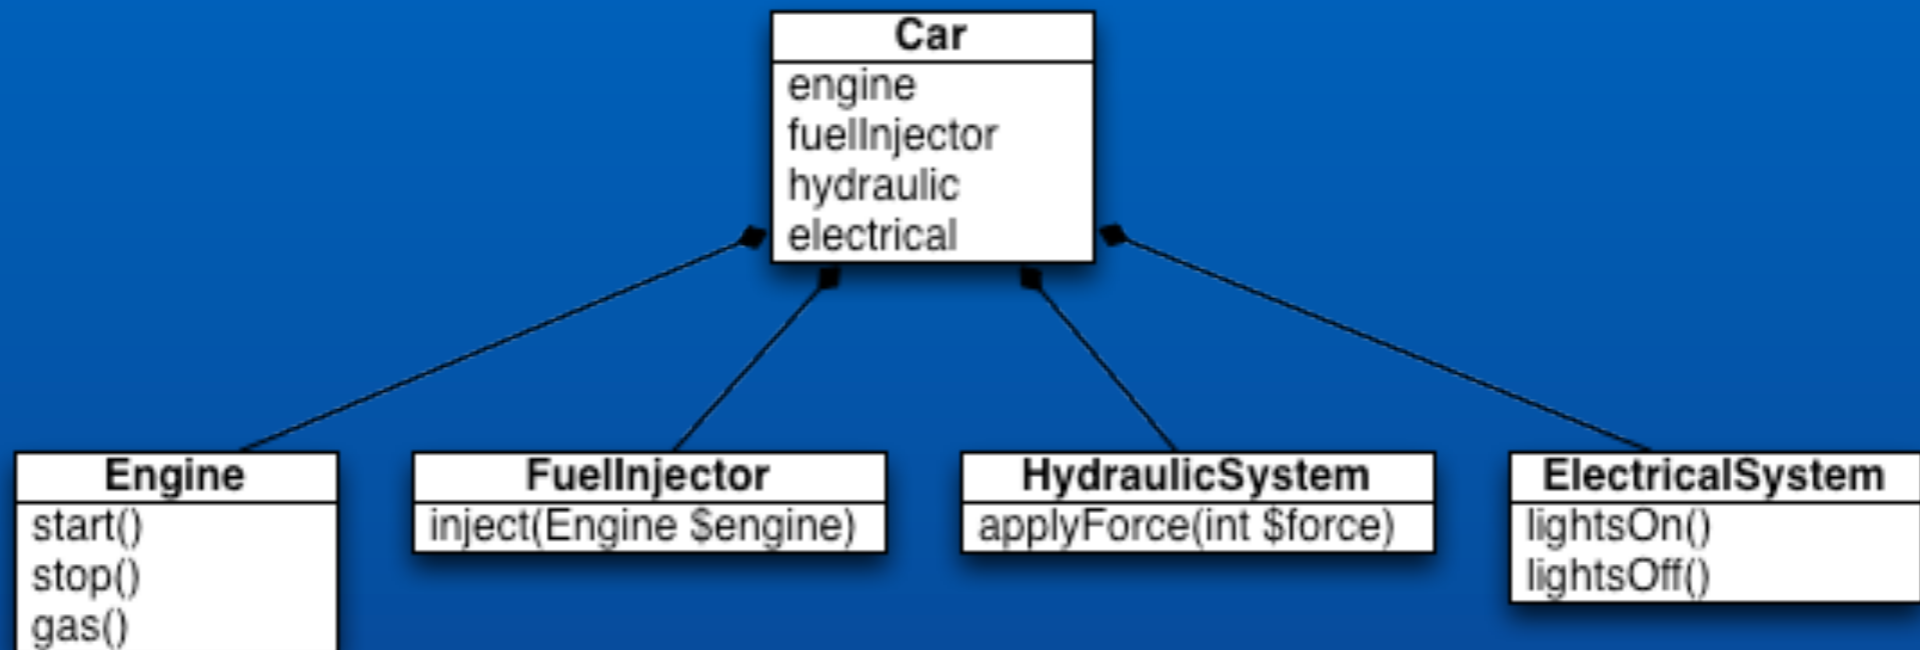 Car
engine
fuelInjector
hydraulic
electrical
Engine
start()
stop()
gas()
FuelInjector
inject(Engine $engine)
HydraulicSystem
applyForce(int $force)
ElectricalSystem
lightsOn()
lightsOff()